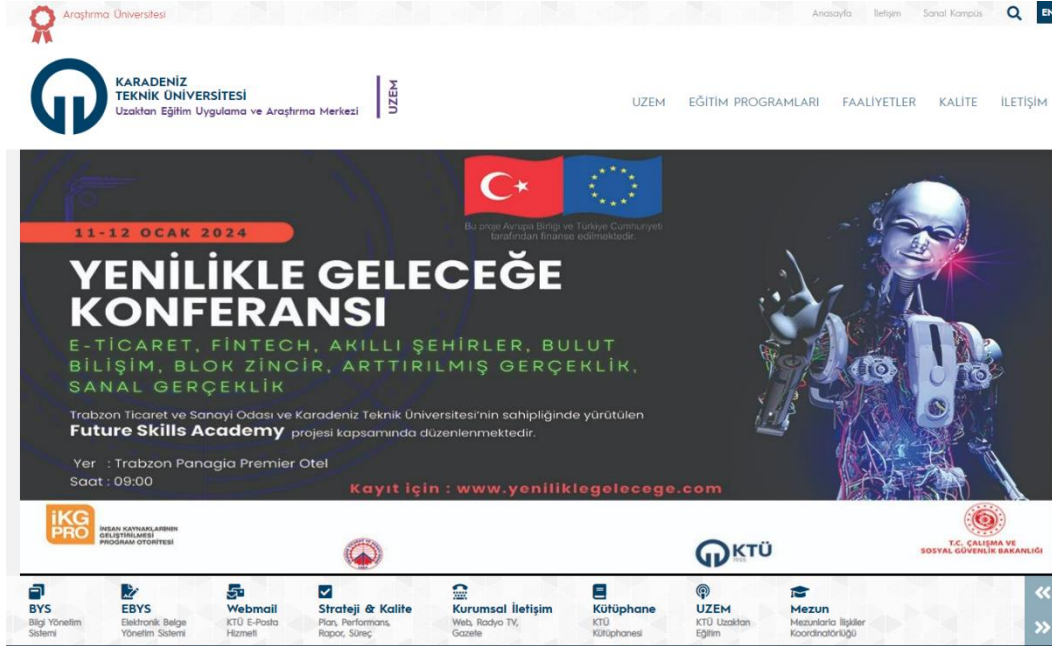 Araştırma Üniversitesi
Anasayfa İletişim Sanal Kampüs EN
KARADENİZ
TEKNİK ÜNİVERSİTESİ
Uzaktan Eğitim Uygulama ve Araştırma Merkezi
UZEM
UZEM EĞİTİM PROGRAMLARI FAALİYETLER KALİTE İLETİŞİM
Bu proje Avrupa Birliği ve Türkiye Cumhuriyeti
tarafından finanse edilmektedir.
11-12 OCAK 2024
YENİLİKLE GELECEĞE
KONFERANSI
E-TİCARET, FİNTECH, AKILLI ŞEHİRLER, BULUT
BİLİŞİM, BLOK ZİNCİR, ARTTIRILMIŞ GERÇEKLİK,
SANAL GERÇEKLİK
Trabzon Ticaret ve Sanayi Odası ve Karadeniz Teknik Üniversitesi'nin sahipliğinde yürütülen
Future Skills Academy projesi kapsamında düzenlenmektedir.
Yer : Trabzon Panagia Premier Otel
Saat : 09:00
Kayıt için : www.yeniliklegelecege.com
İKG
PRO
İNSAN KAYNAKLARININ
GELİŞTİRİLMESİ
PROGRAM OTORİTESİ
KTÜ
1955
T.C. ÇALIŞMA VE
SOSYAL GÜVENLİK BAKANLIĞI
BYS
Bilgi Yönetim
Sistemi
EBYS
Elektronik Belge
Yönetim Sistemi
Webmail
KTÜ E-Posta
Hizmeti
Strateji & Kalite
Plan, Performans,
Rapor, Süreç
Kurumsal İletişim
Web, Radyo TV,
Gazete
Kütüphane
KTÜ
Kütüphanesi
UZEM
KTÜ Uzaktan
Eğitim
Mezun
Mezunlarla İlişkiler
Koordinatörlüğü